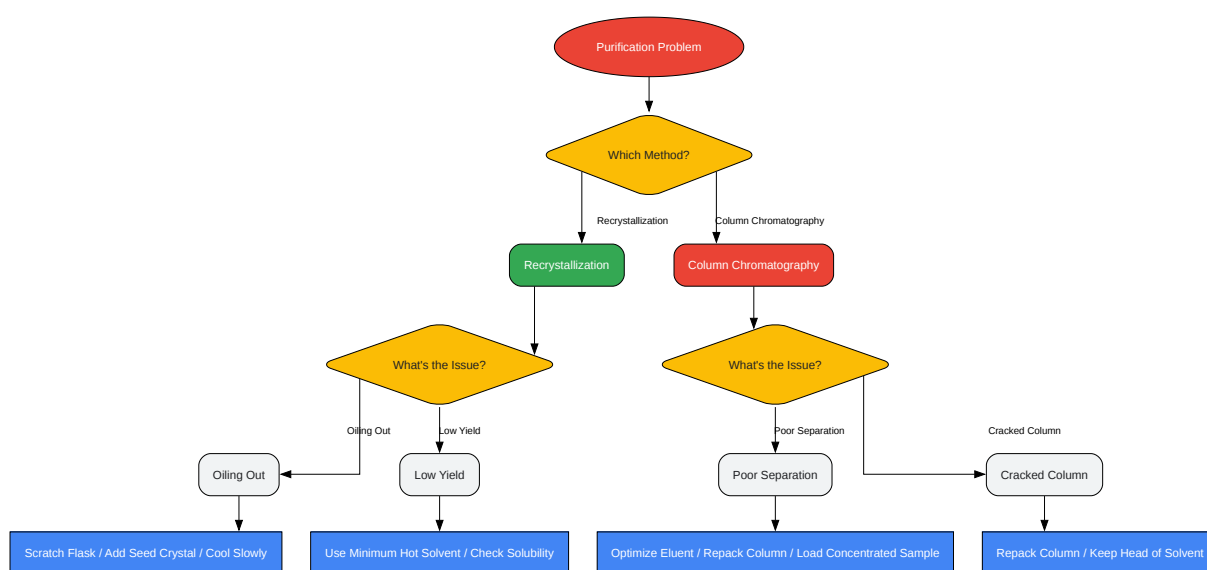 Purification Problem
Which Method?
Recrystallization
Column Chromatography
Recrystallization
Column Chromatography
What's the Issue?
What's the Issue?
Oiling Out
Low Yield
Poor Separation
Cracked Column
Oiling Out
Low Yield
Poor Separation
Cracked Column
Scratch Flask / Add Seed Crystal / Cool Slowly
Use Minimum Hot Solvent / Check Solubility
Optimize Eluent / Repack Column / Load Concentrated Sample
Repack Column / Keep Head of Solvent